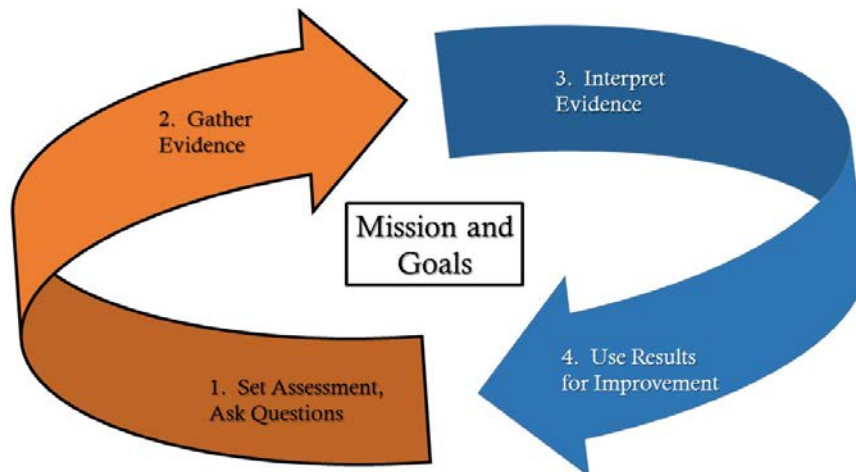 2. Gather
Evidence
3. Interpret
Evidence
Mission and
Goals
1. Set Assessment,
Ask Questions
4. Use Results
for Improvement